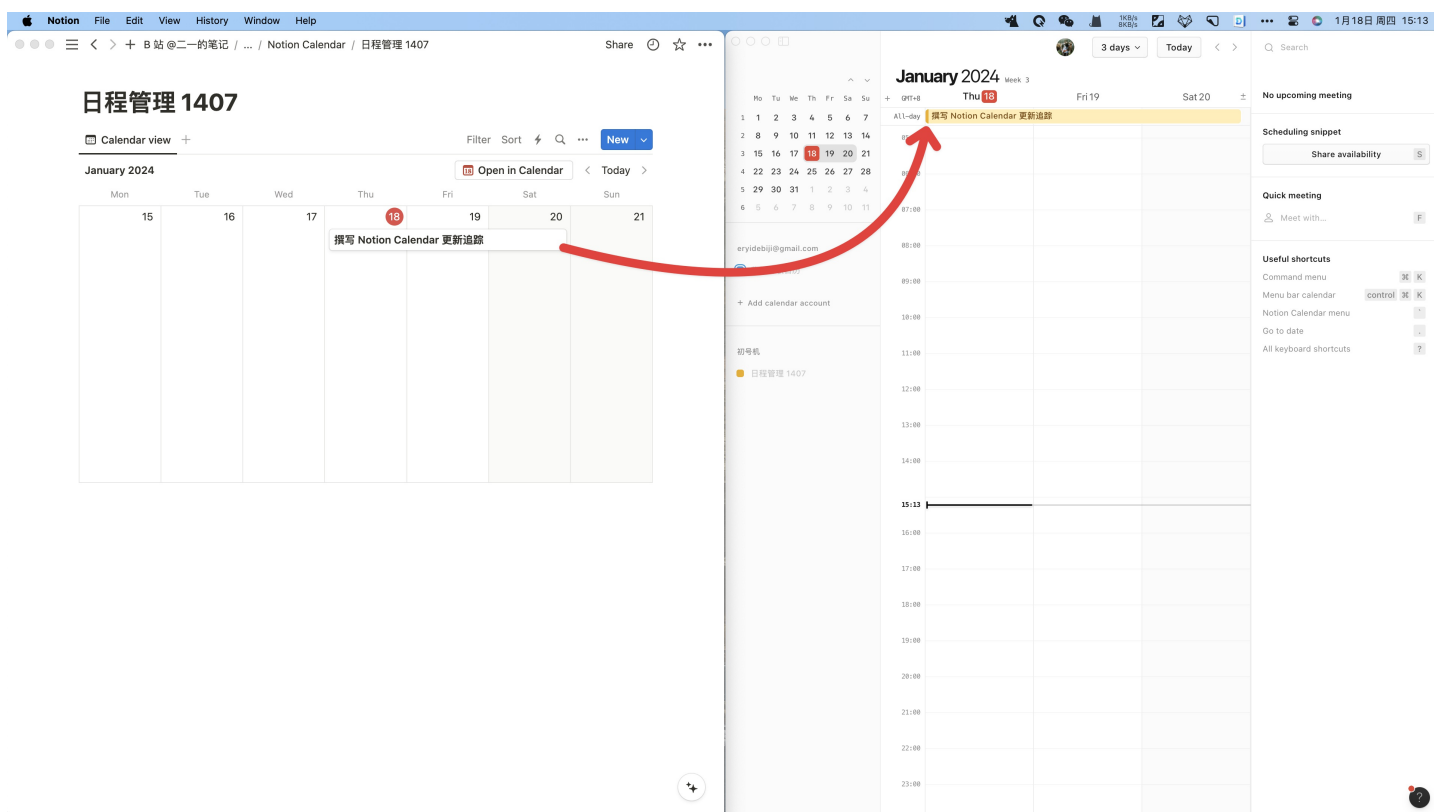 Notion File Edit View History Window Help
1KB/s
8KB/s
1月18日 周四 15:13
B 站 @二一的笔记 / ... / Notion Calendar / 日程管理 1407
Share
日程管理 1407
Calendar view
Filter Sort
New
January 2024
Open in Calendar
Today
Mon Tue Wed Thu Fri Sat Sun
15 16 17 18 19 20 21
撰写 Notion Calendar 更新追踪
Mo Tu We Th Fr Sa Su
1 1 2 3 4 5 6 7
2 8 9 10 11 12 13 14
3 15 16 17 18 19 20 21
4 22 23 24 25 26 27 28
5 29 30 31 1 2 3 4
6 5 6 7 8 9 10 11
eryidebiji@gmail.com
+ Add calendar account
初号机
日程管理 1407
3 days
Today
January 2024 Week 3
+ GMT+8 Thu 18 Fri 19 Sat 20
All-day 撰写 Notion Calendar 更新追踪
07:00
08:00
09:00
10:00
11:00
12:00
13:00
14:00
15:13
16:00
17:00
18:00
19:00
20:00
21:00
22:00
23:00
Search
No upcoming meeting
Scheduling snippet
Share availability S
Quick meeting
Meet with... F
Useful shortcuts
Command menu ⌘ K
Menu bar calendar control ⌘ K
Notion Calendar menu
Go to date .
All keyboard shortcuts ?
?